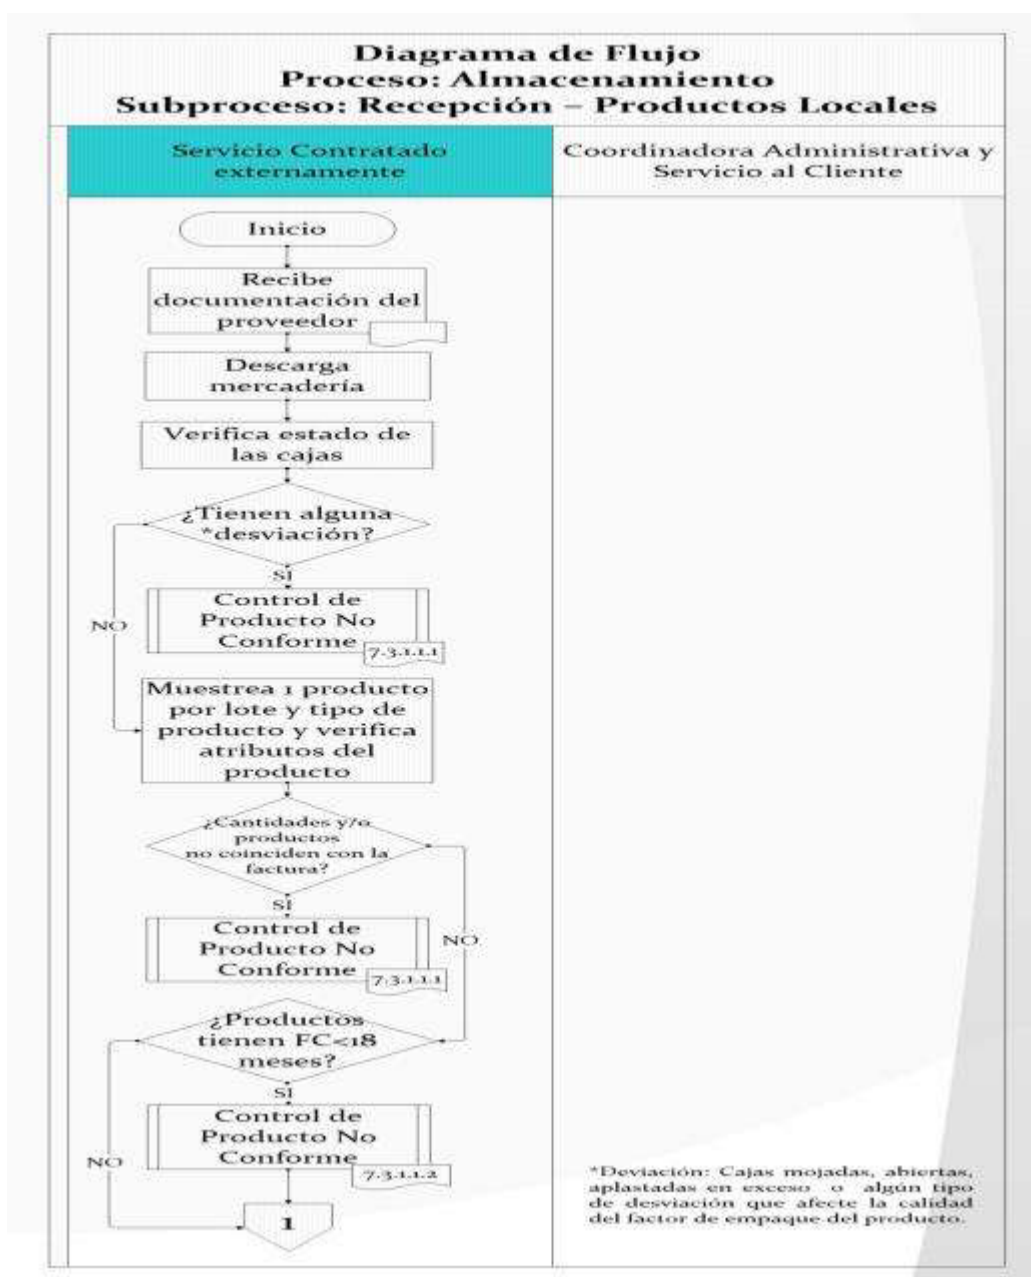 Diagrama de Flujo
Proceso: Almacenamiento
Subproceso: Recepción – Productos Locales
Servicio Contratado
externamente
Coordinadora Administrativa y
Servicio al Cliente
Inicio
Recibe
documentación del
proveedor
Descarga
mercadería
Verifica estado de
las cajas
¿Tienen alguna
*desviación?
SI
NO
Control de
Producto No
Conforme
7.3.1.1.1
Muestrea 1 producto
por lote y tipo de
producto y verifica
atributos del
producto
¿Cantidades y/o
productos
no coinciden con la
factura?
SI
NO
Control de
Producto No
Conforme
7.3.1.1.1
¿Productos
tienen FC<18
meses?
SI
NO
Control de
Producto No
Conforme
7.3.1.1.2
1
*Deviación: Cajas mojadas, abiertas,
aplastadas en exceso o algún tipo
de desviación que afecte la calidad
del factor de empaque del producto.